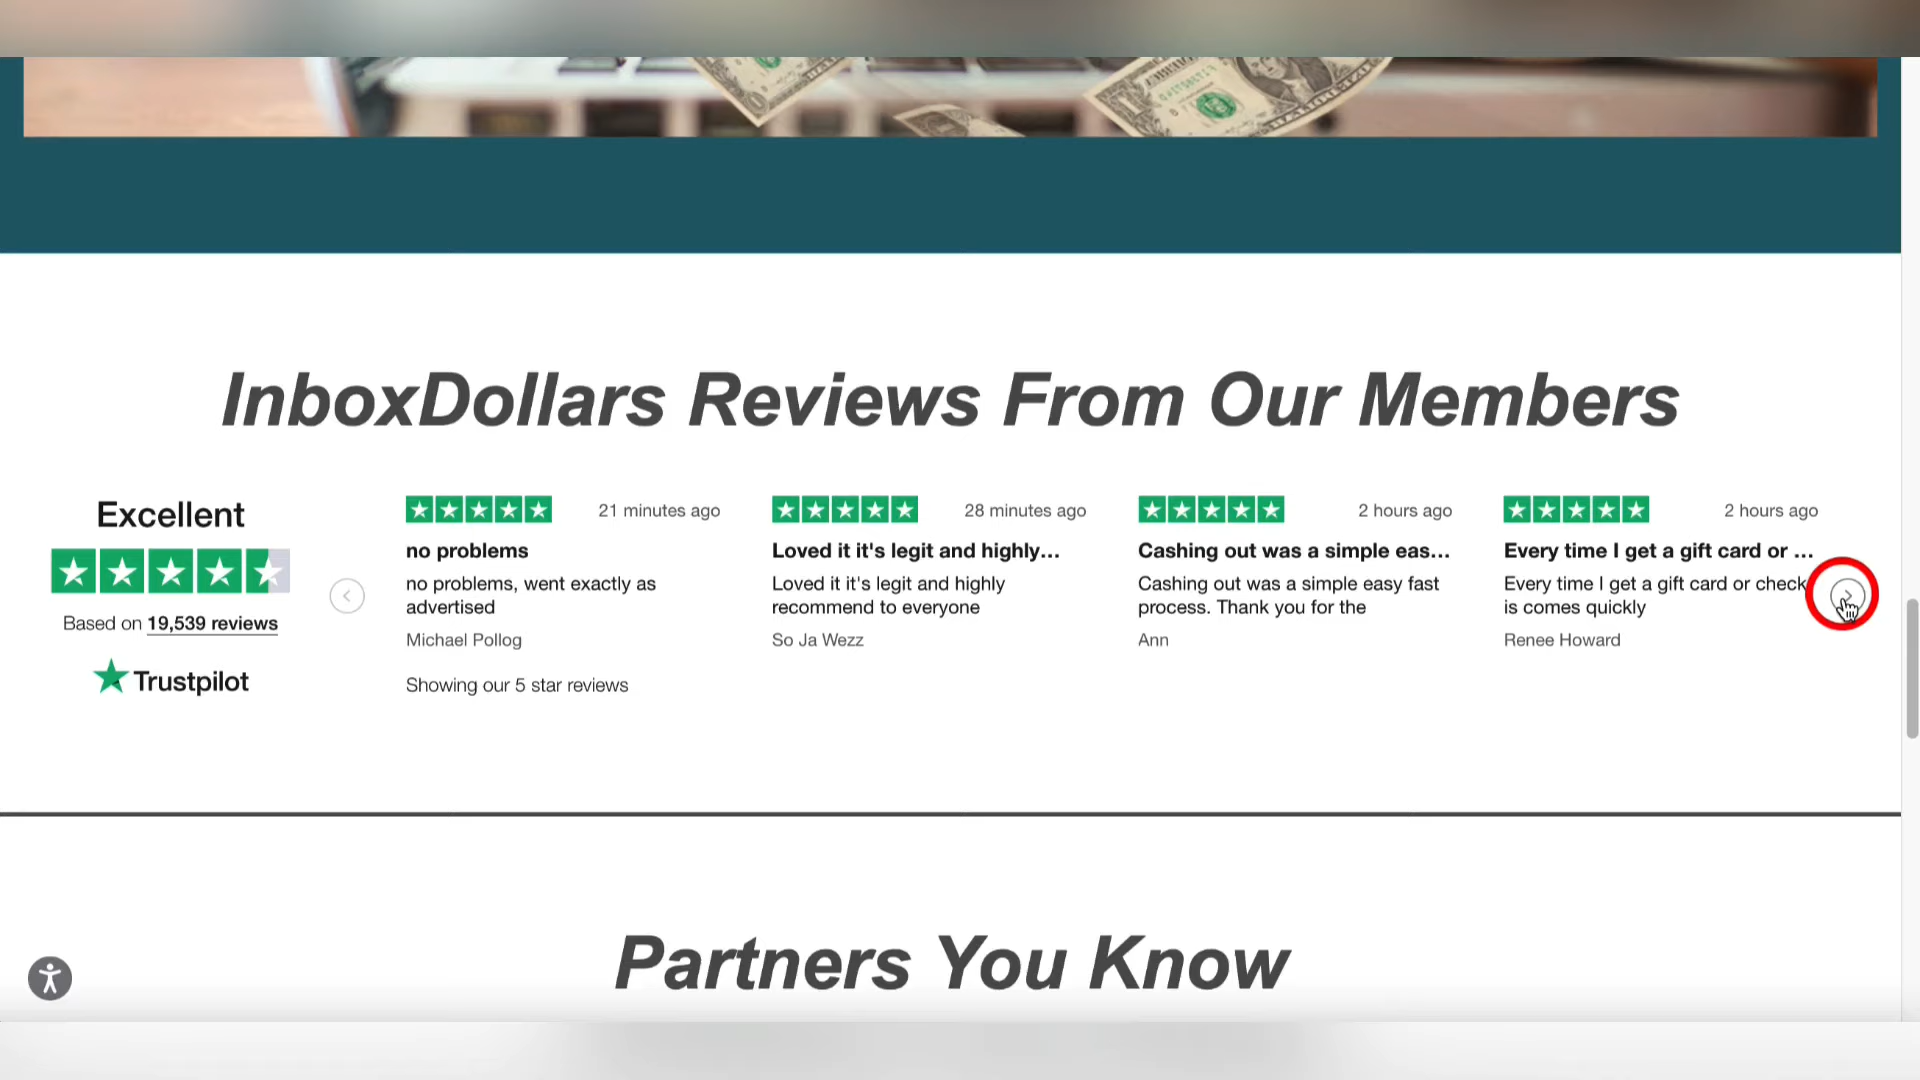 InboxDollars Reviews From Our Members
Excellent
Based on 19,539 reviews
Trustpilot
21 minutes ago
no problems
no problems, went exactly as
advertised
Michael Pollog
Showing our 5 star reviews
28 minutes ago
Loved it it's legit and highly...
Loved it it's legit and highly
recommend to everyone
So Ja Wezz
2 hours ago
Cashing out was a simple eas...
Cashing out was a simple easy fast
process. Thank you for the
Ann
2 hours ago
Every time I get a gift card or ...
Every time I get a gift card or check
is comes quickly
Renee Howard
Partners You Know